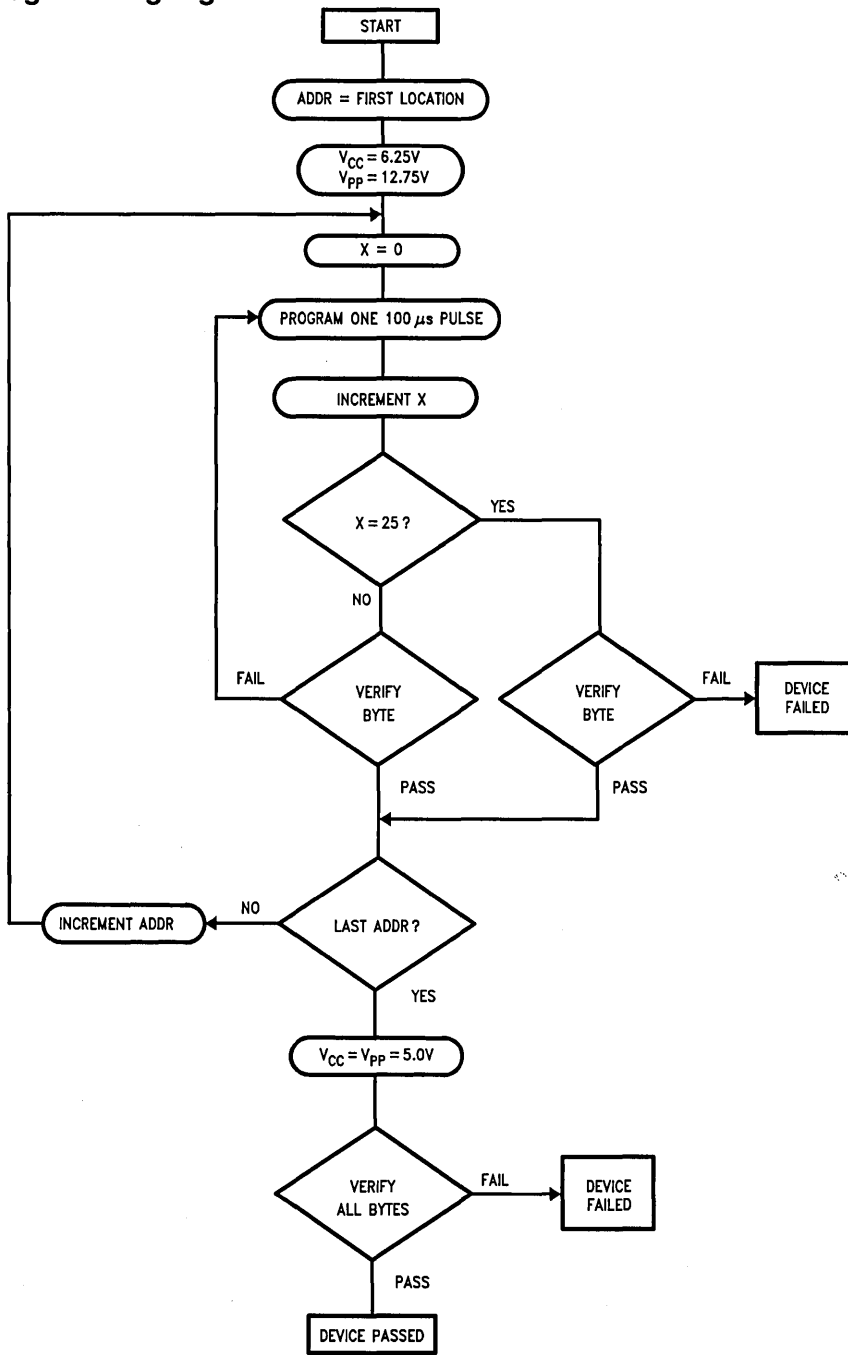 START
ADDR = FIRST LOCATION
VCC = 6.25V
VPP = 12.75V
X = 0
PROGRAM ONE 100 μs PULSE
INCREMENT X
X = 25 ?
YES
NO
FAIL
VERIFY
BYTE
VERIFY
BYTE
FAIL
DEVICE
FAILED
PASS
PASS
INCREMENT ADDR
NO
LAST ADDR ?
YES
VCC = VPP = 5.0V
VERIFY
ALL BYTES
FAIL
DEVICE
FAILED
PASS
DEVICE PASSED